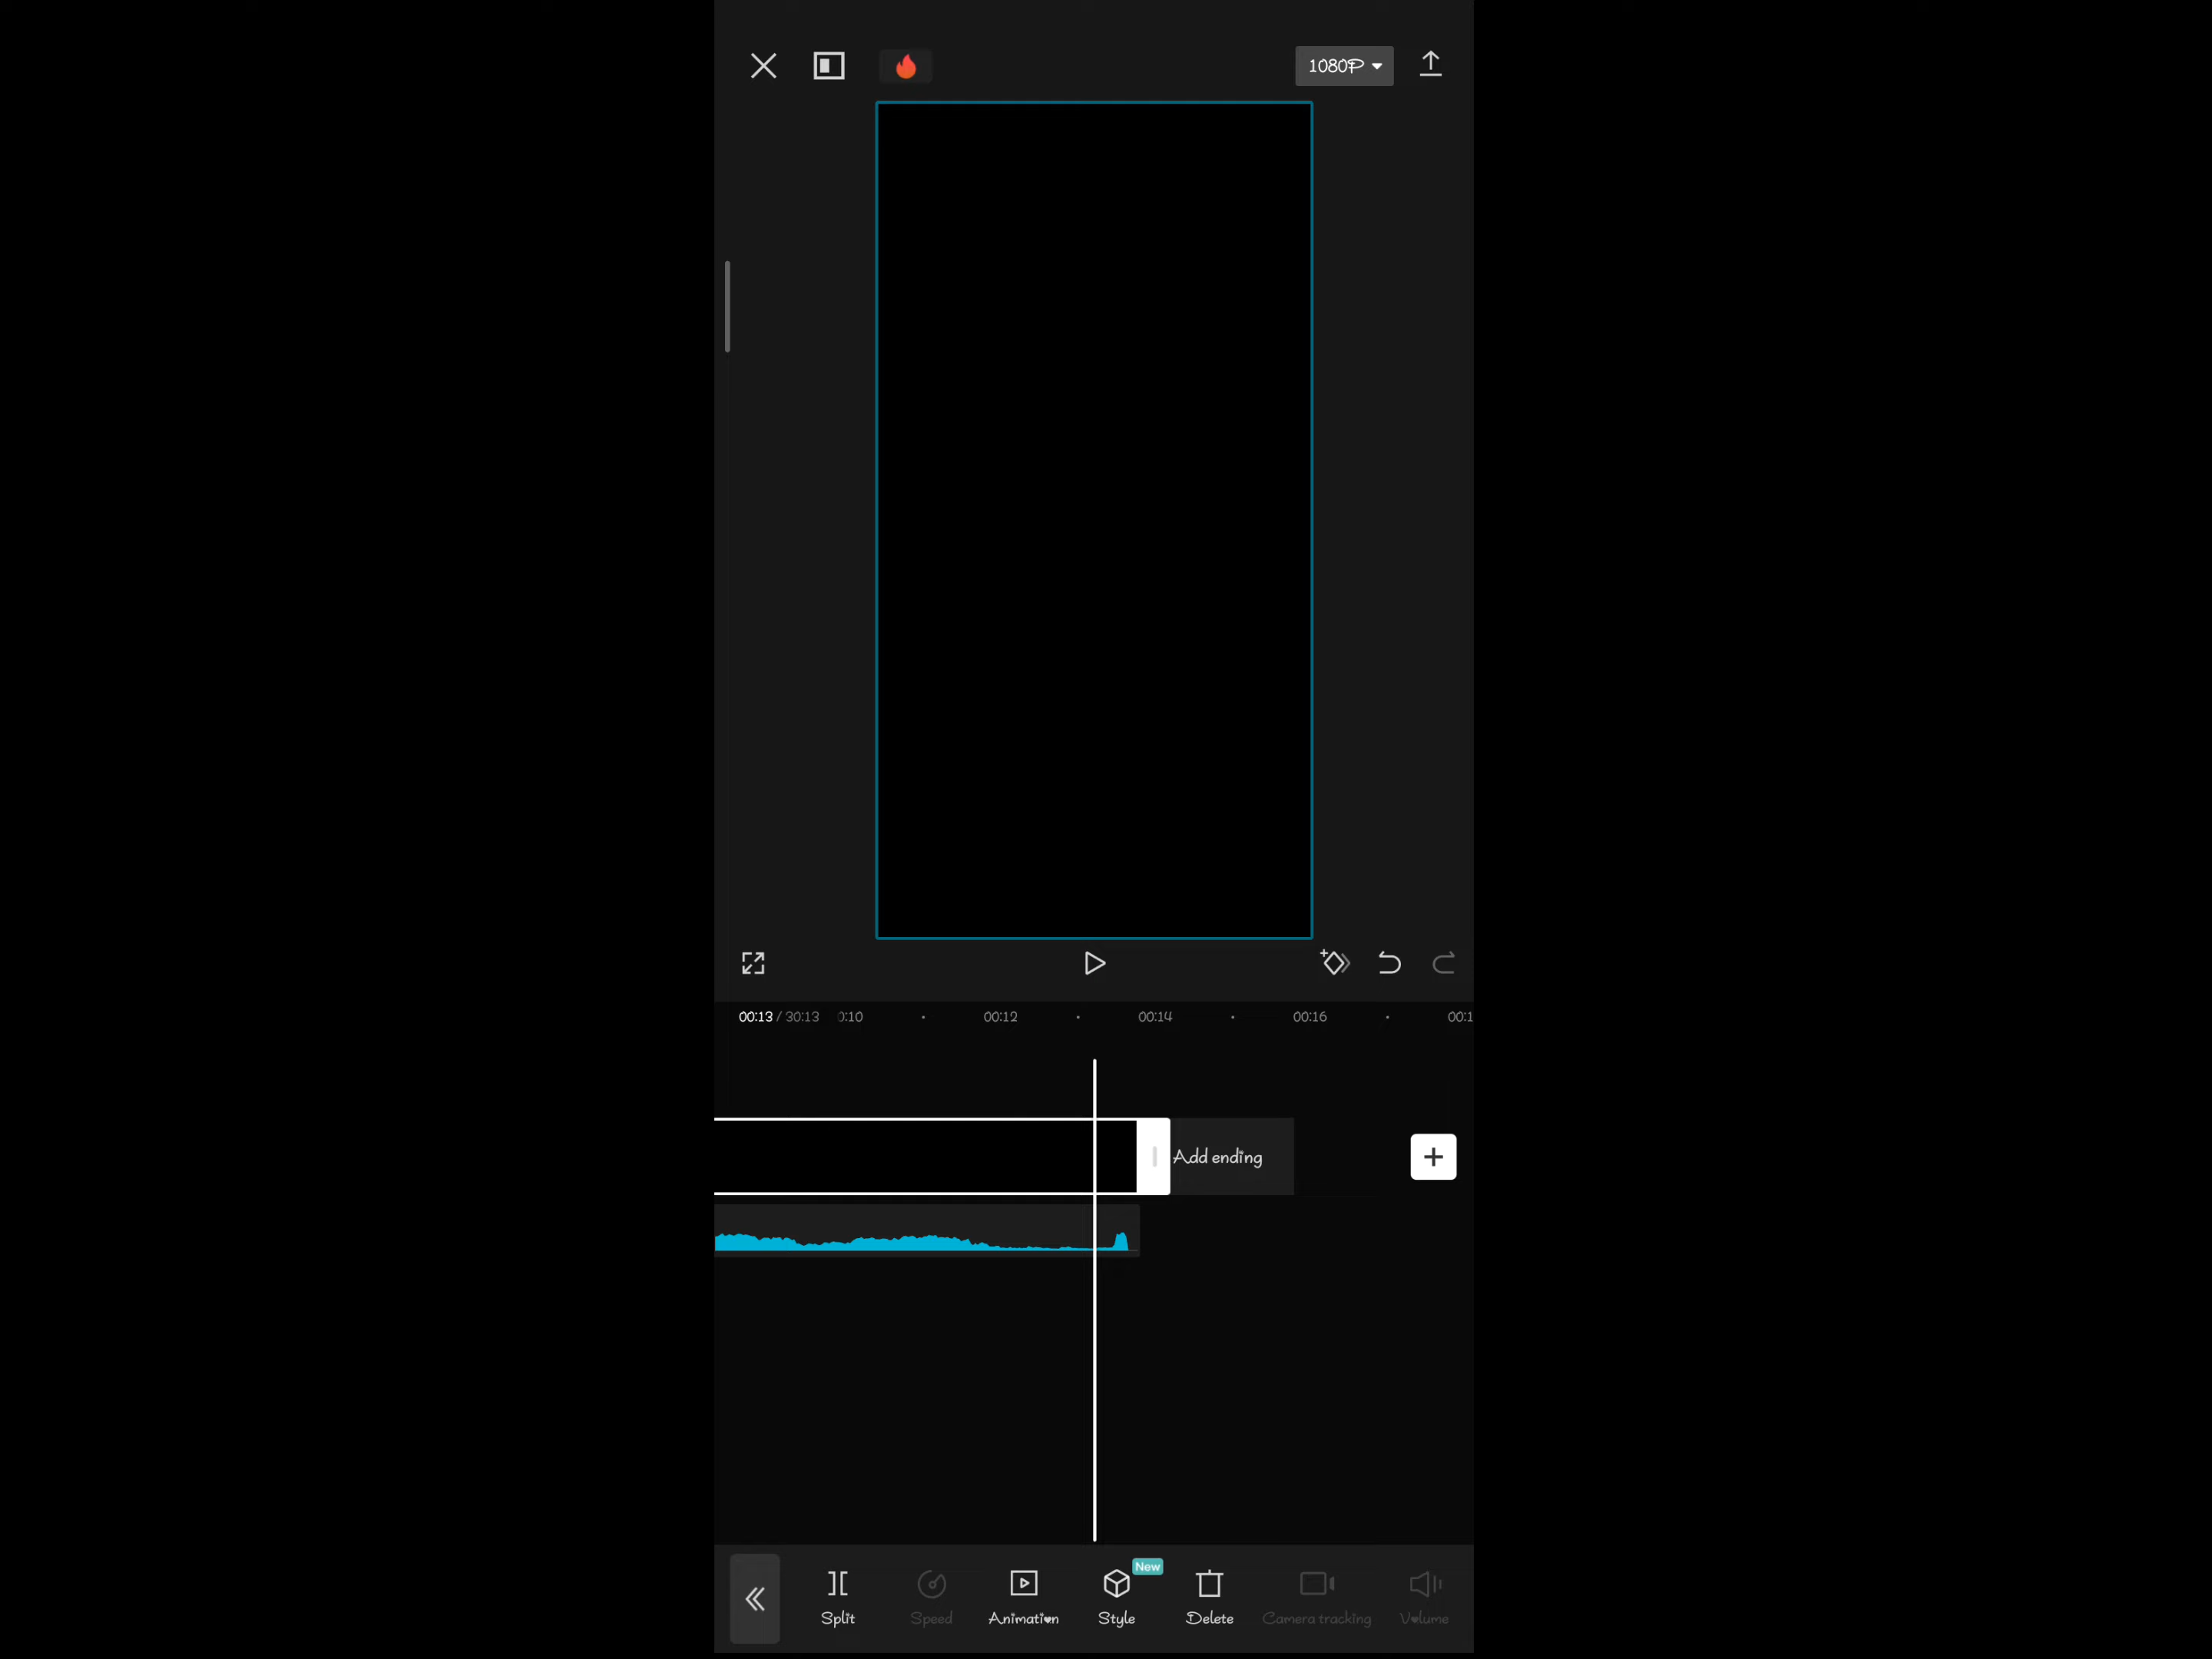 1080P
00:13 / 30:13 0:10 00:12 00:14 00:16 00:1
Add ending
New
Split Speed Animation Style Delete Camera tracking Volume